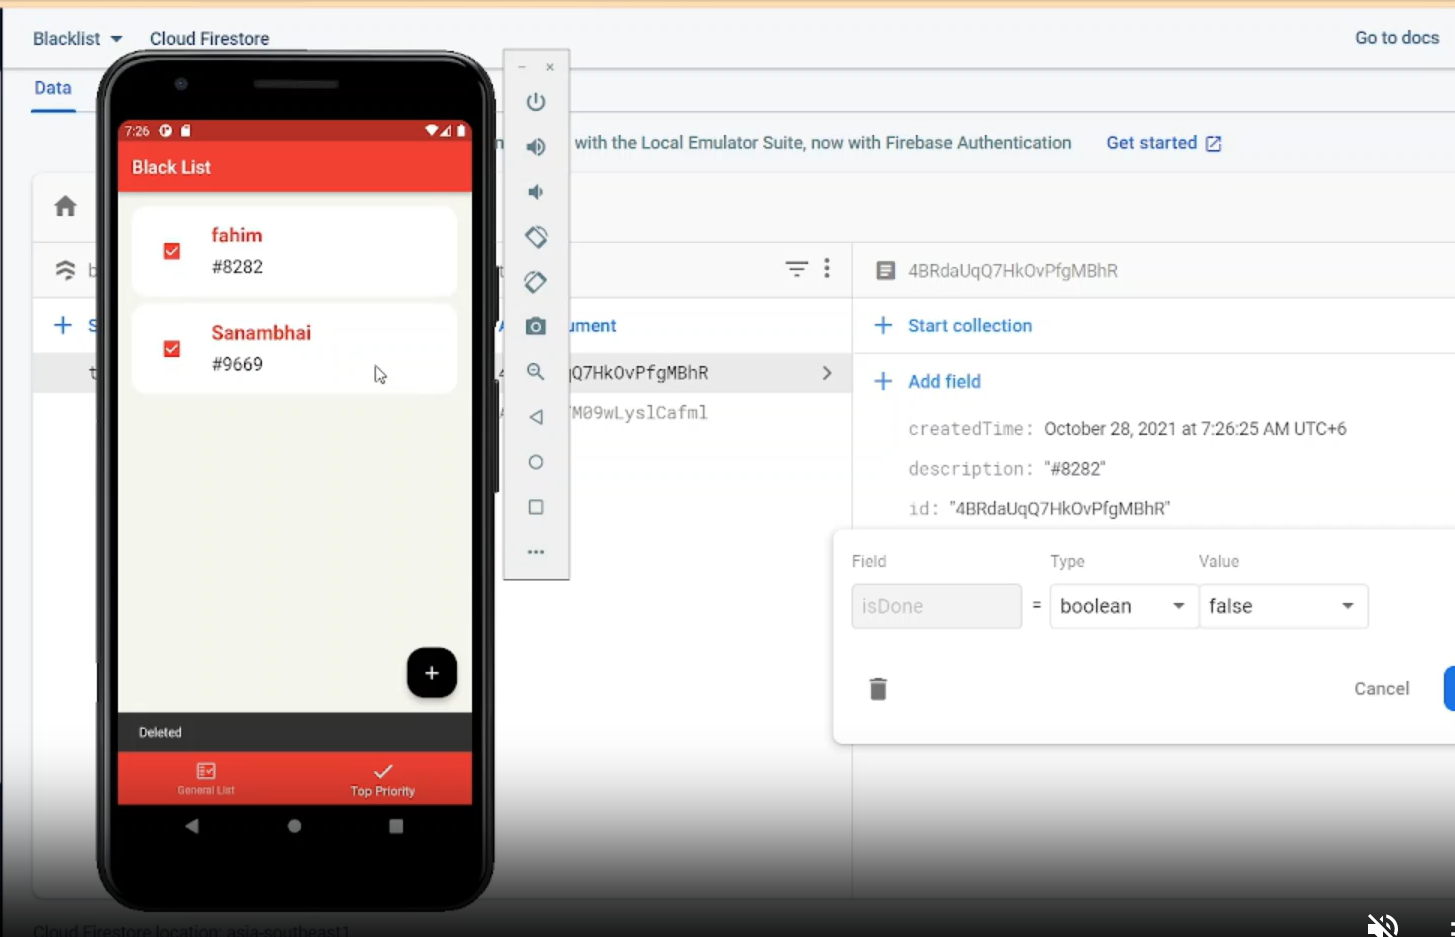 Blacklist
Cloud Firestore
Go to docs
Data
with the Local Emulator Suite, now with Firebase Authentication
Get started
7:26
Black List
fahim
#8282
Sanambhai
#9669
Deleted
General List
Top Priority
4BRdaUqQ7HkOvPfgMBhR
Start collection
Q7HkOvPfgMBhR
M09wLyslCafml
Add field
createdTime: October 28, 2021 at 7:26:25 AM UTC+6
description: "#8282"
id: "4BRdaUqQ7HkOvPfgMBhR"
Field
Type
Value
isDone
=
boolean
false
Cancel
Cloud Firestore location: asia-southeast1